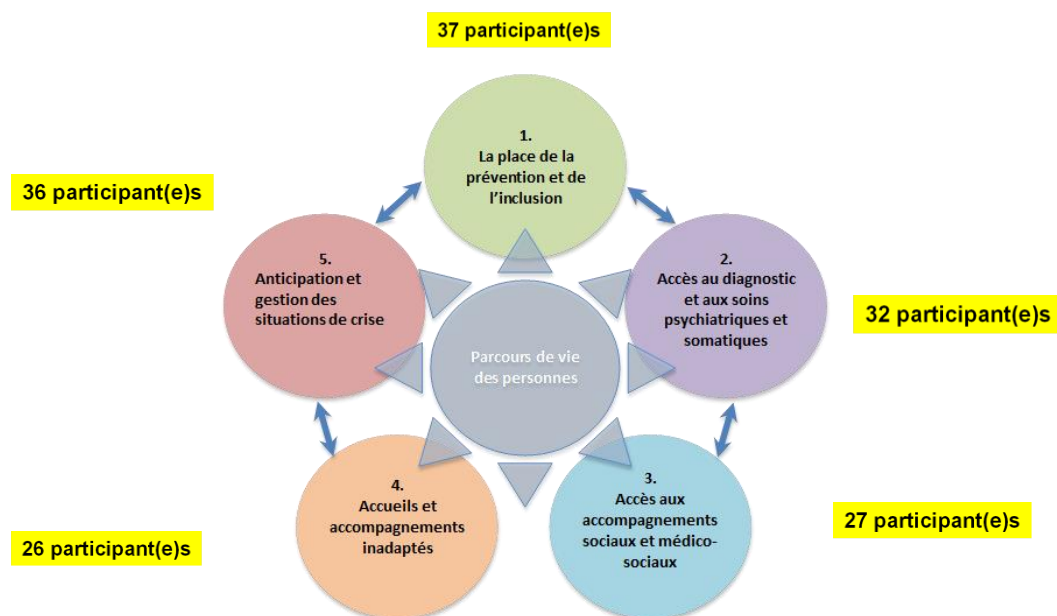 37 participant(e)s
1.
La place de la
prévention et de
l'inclusion
36 participant(e)s
5.
Anticipation et
gestion des
situations de crise
2.
Accès au diagnostic
et aux soins
psychiatriques et
somatiques
32 participant(e)s
Parcours de vie
des personnes
4.
Accueils et
accompagnements
inadaptés
26 participant(e)s
3.
Accès aux
accompagnements
sociaux et médico-
sociaux
27 participant(e)s